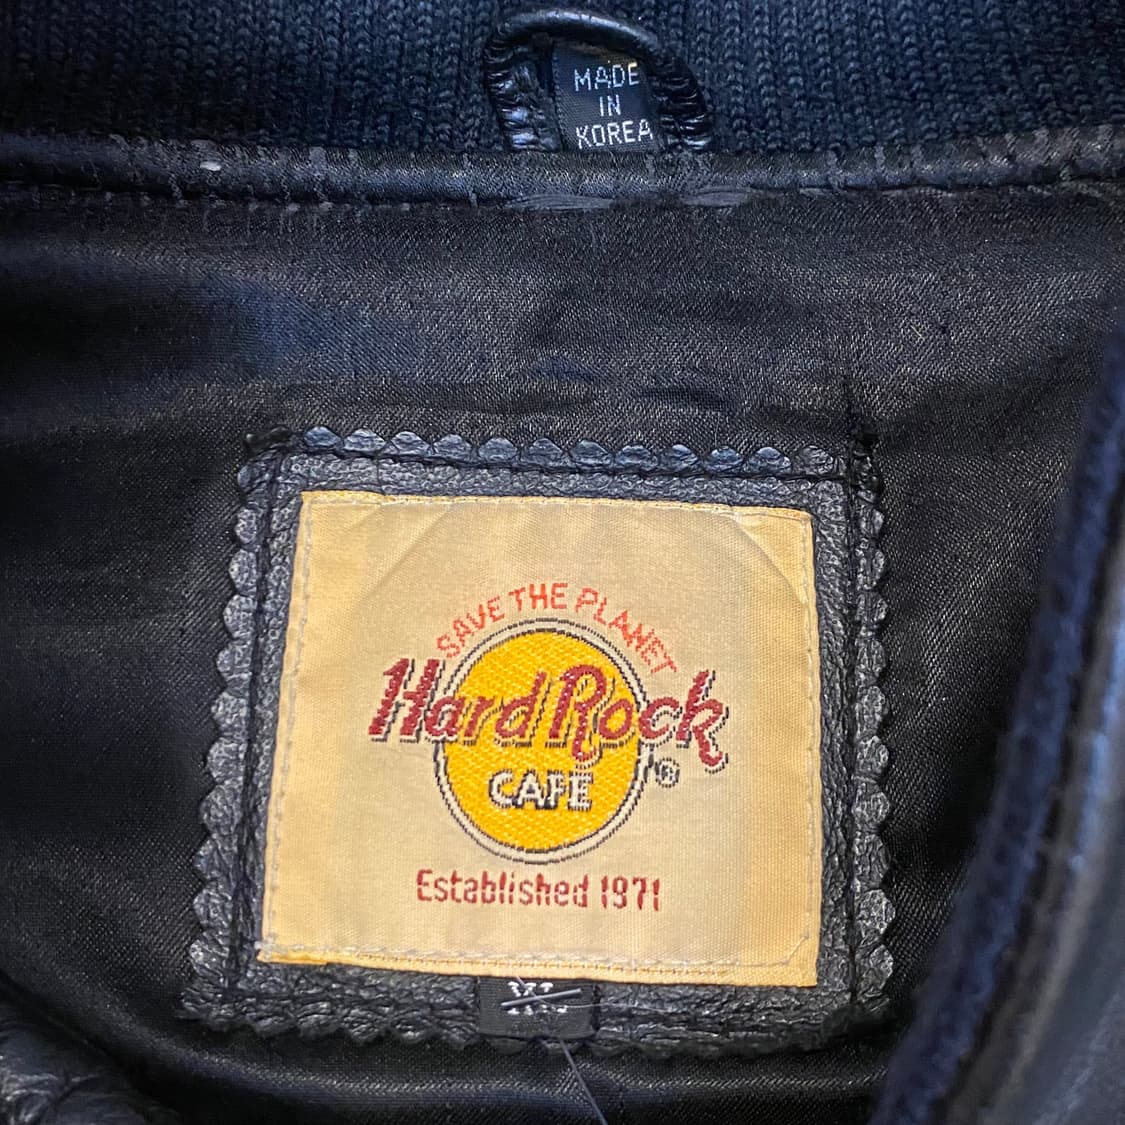 MADE
IN
KOREA
SAVE THE PLANET
Hard Rock ®
CAFE
Established 1971